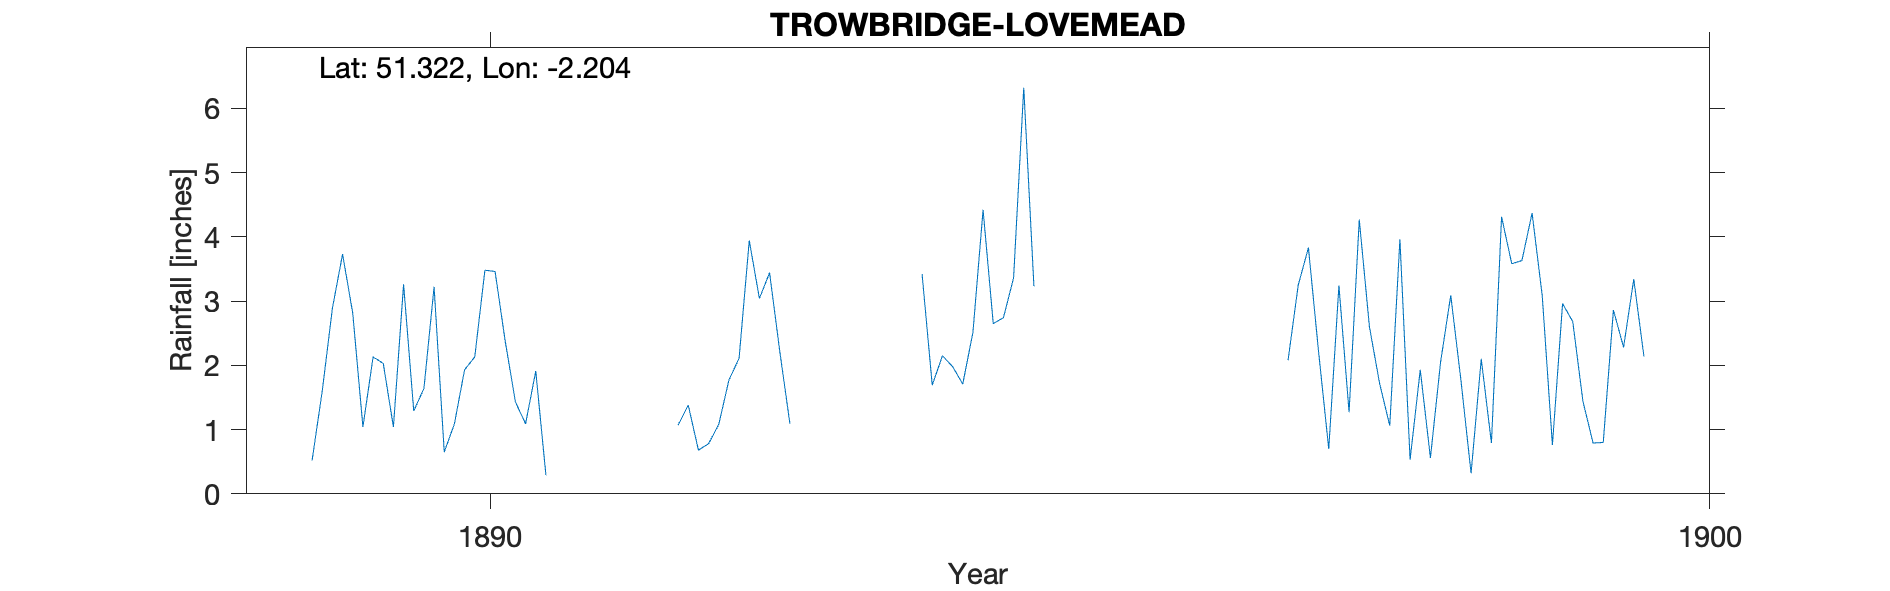 TROWBRIDGE-LOVEMEAD
Lat: 51.322, Lon: -2.204
6
5
4
3
2
1
0
Rainfall [inches]
1890
1900
Year